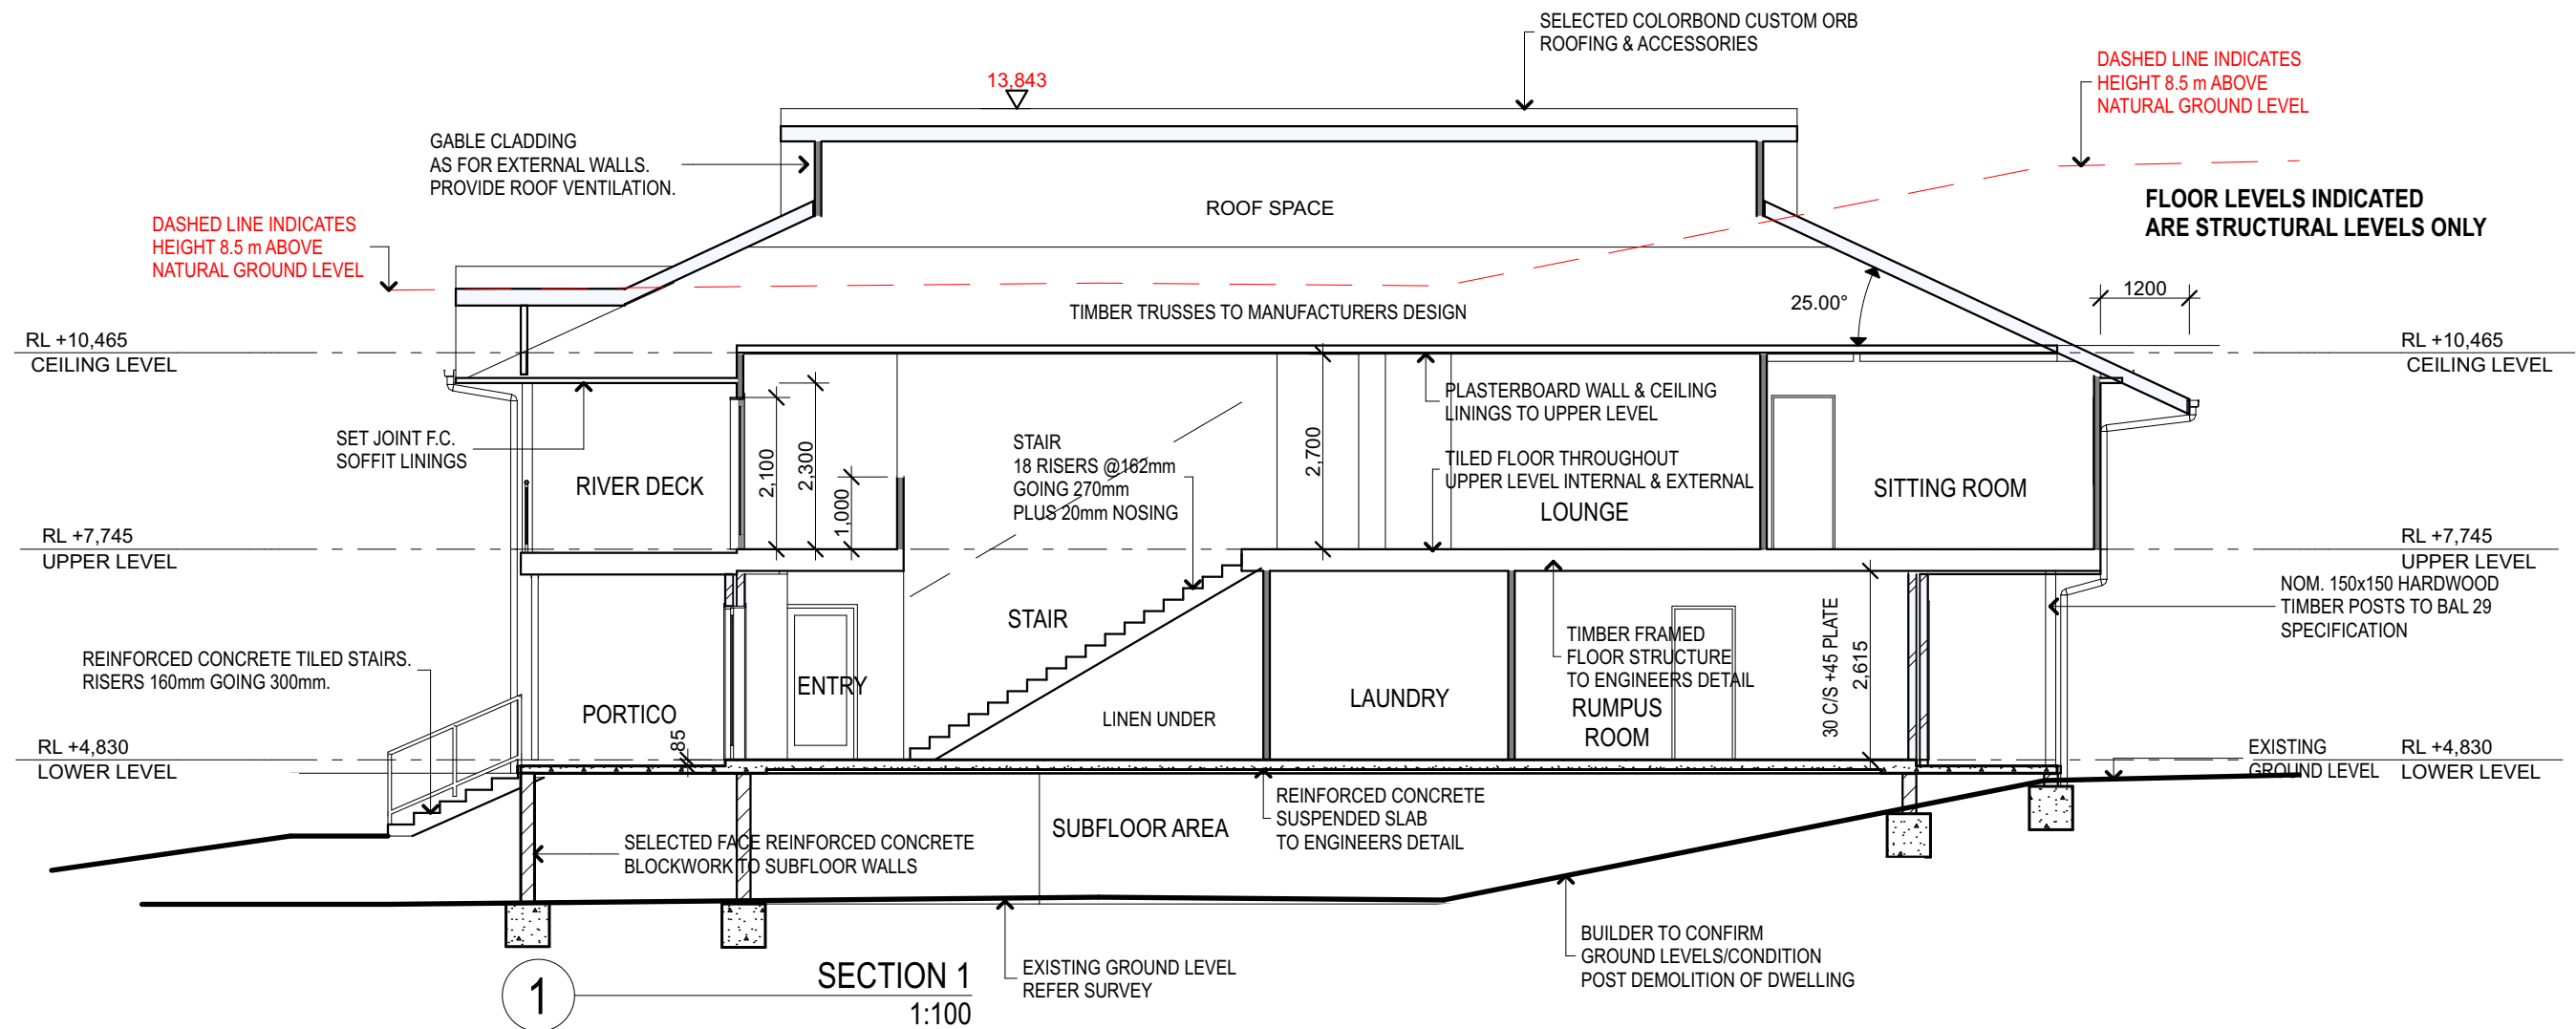 SELECTED COLORBOND CUSTOM ORB
ROOFING & ACCESSORIES
DASHED LINE INDICATES
HEIGHT 8.5 m ABOVE
NATURAL GROUND LEVEL
13,843
GABLE CLADDING
AS FOR EXTERNAL WALLS.
PROVIDE ROOF VENTILATION.
ROOF SPACE
FLOOR LEVELS INDICATED
ARE STRUCTURAL LEVELS ONLY
DASHED LINE INDICATES
HEIGHT 8.5 m ABOVE
NATURAL GROUND LEVEL
1200
25.00°
TIMBER TRUSSES TO MANUFACTURERS DESIGN
RL +10,465
CEILING LEVEL
RL +10,465
CEILING LEVEL
PLASTERBOARD WALL & CEILING
LININGS TO UPPER LEVEL
SET JOINT F.C.
SOFFIT LININGS
RIVER DECK
2,100
2,300
1,000
STAIR
18 RISERS @162mm
GOING 270mm
PLUS 20mm NOSING
2,700
TILED FLOOR THROUGHOUT
UPPER LEVEL INTERNAL & EXTERNAL
LOUNGE
SITTING ROOM
RL +7,745
UPPER LEVEL
RL +7,745
UPPER LEVEL
NOM. 150x150 HARDWOOD
TIMBER POSTS TO BAL 29
SPECIFICATION
STAIR
TIMBER FRAMED
FLOOR STRUCTURE
TO ENGINEERS DETAIL
30 C/S +45 PLATE
2,615
REINFORCED CONCRETE TILED STAIRS.
RISERS 160mm GOING 300mm.
ENTRY
PORTICO
LINEN UNDER
LAUNDRY
RUMPUS
ROOM
85
RL +4,830
LOWER LEVEL
EXISTING
GROUND LEVEL
RL +4,830
LOWER LEVEL
REINFORCED CONCRETE
SUSPENDED SLAB
TO ENGINEERS DETAIL
SUBFLOOR AREA
SELECTED FACE REINFORCED CONCRETE
BLOCKWORK TO SUBFLOOR WALLS
BUILDER TO CONFIRM
GROUND LEVELS/CONDITION
POST DEMOLITION OF DWELLING
EXISTING GROUND LEVEL
REFER SURVEY
1
SECTION 1
1:100